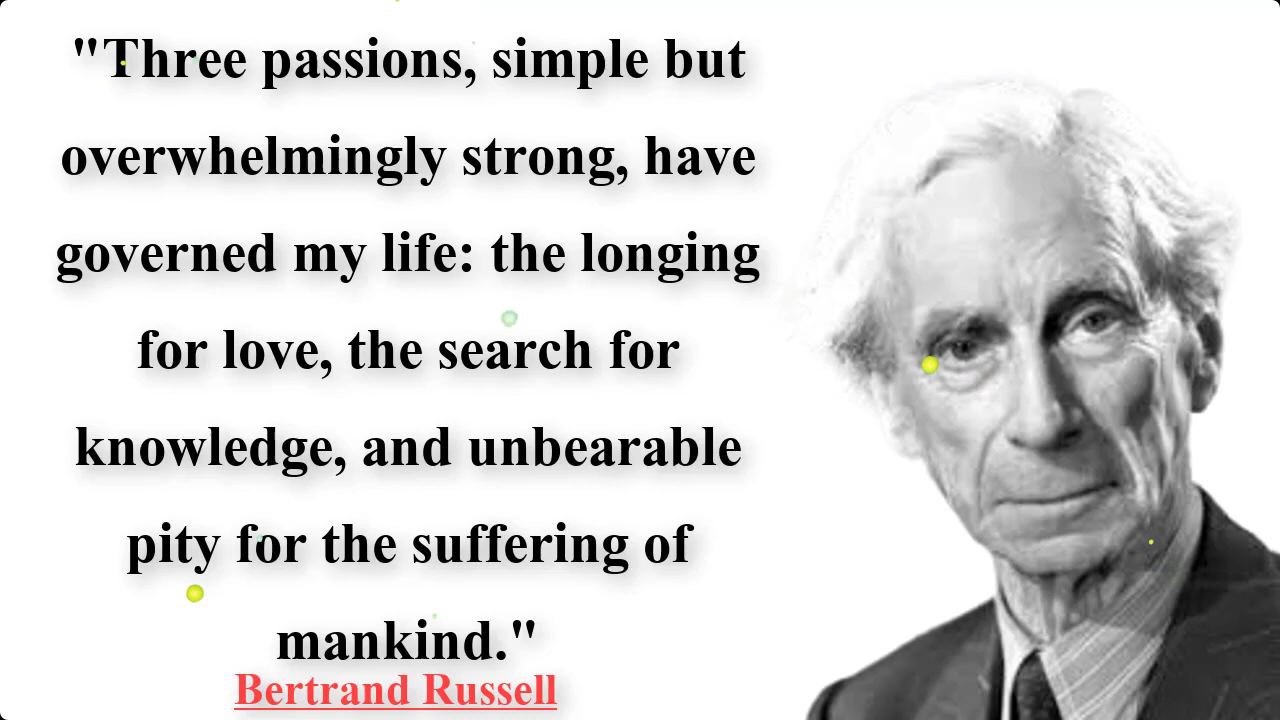 "Three passions, simple but
overwhelmingly strong, have
governed my life: the longing
for love, the search for
knowledge, and unbearable
pity for the suffering of
mankind."
Bertrand Russell